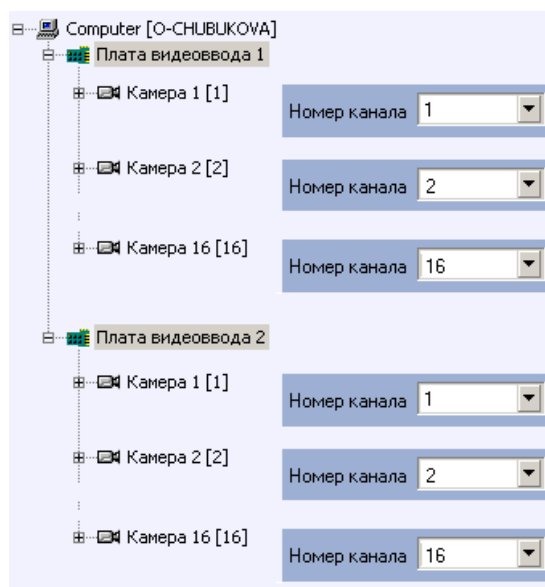 Computer [O-CHUBUKOVA]
Плата видеоввода 1
Камера 1 [1]
Номер канала 1
Камера 2 [2]
Номер канала 2
Камера 16 [16]
Номер канала 16
Плата видеоввода 2
Камера 1 [1]
Номер канала 1
Камера 2 [2]
Номер канала 2
Камера 16 [16]
Номер канала 16